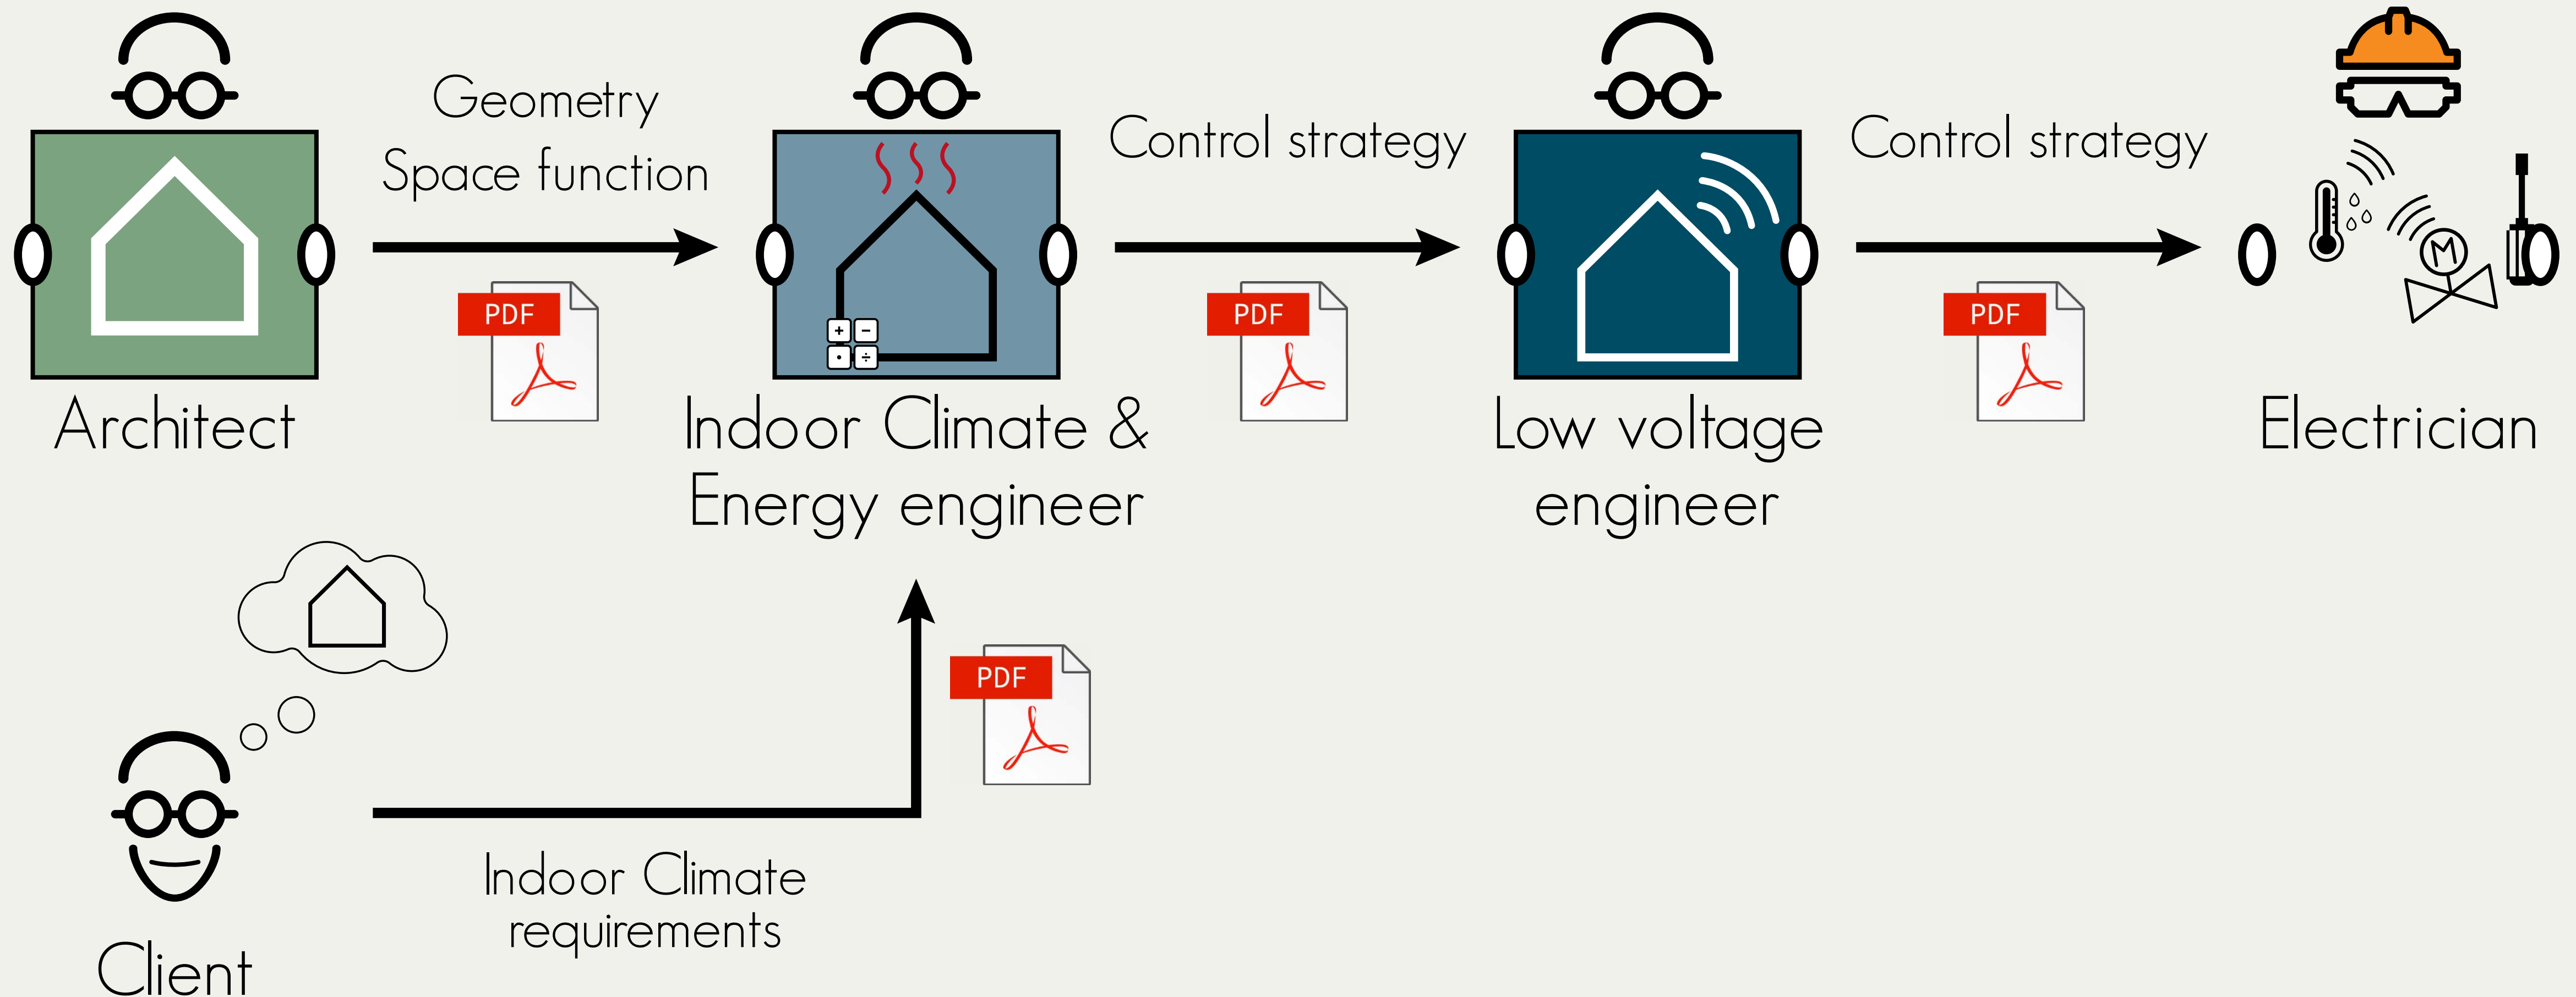 Geometry
Space function
Control strategy
Control strategy
PDF
PDF
PDF
M
+ -
• ÷
Architect
Indoor Climate &
Energy engineer
Low voltage
engineer
Electrician
PDF
Indoor Climate
requirements
Client